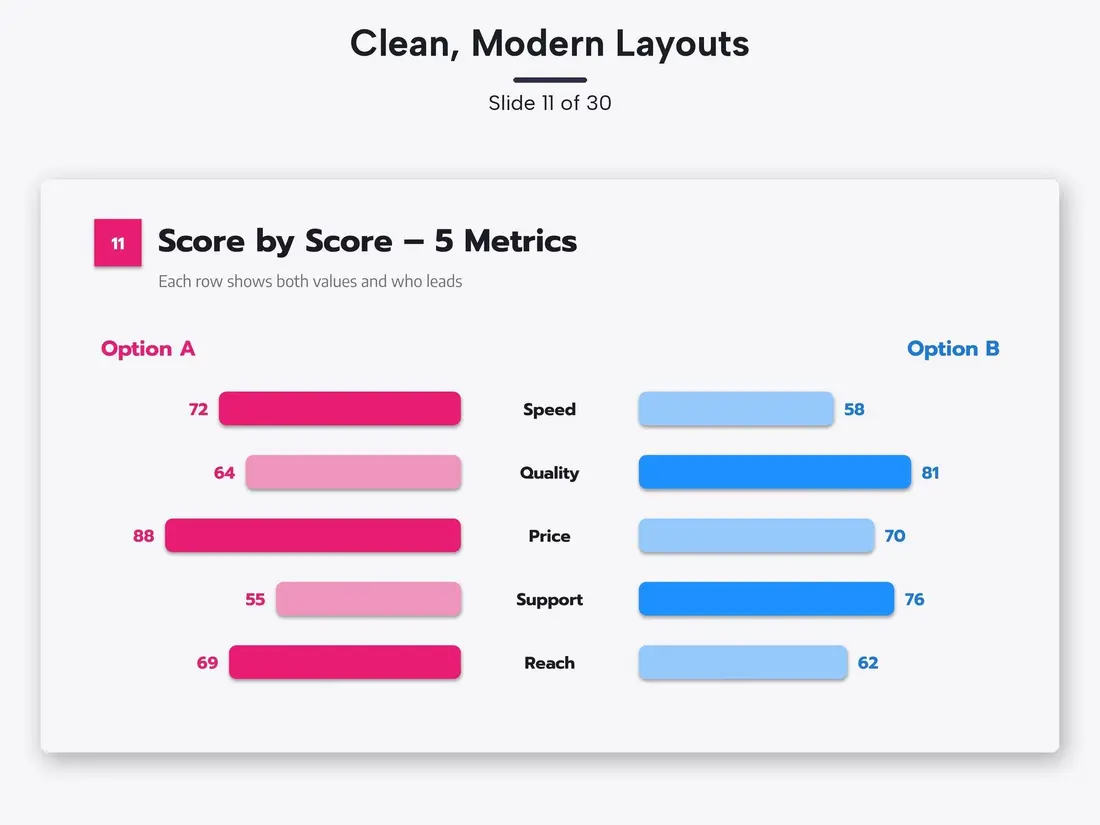 Clean, Modern Layouts
Slide 11 of 30
11
Score by Score – 5 Metrics
Each row shows both values and who leads
Option A
Option B
72 Speed 58
64 Quality 81
88 Price 70
55 Support 76
69 Reach 62